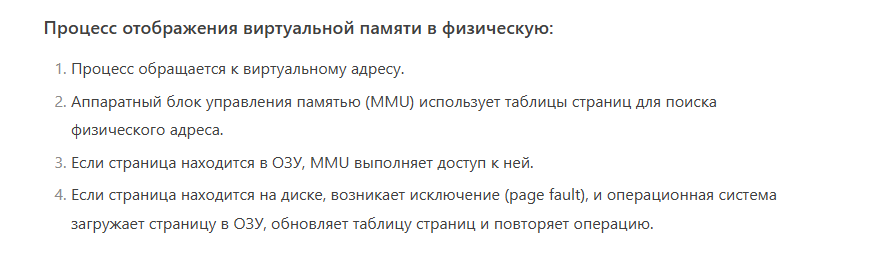 Процесс отображения виртуальной памяти в физическую:
1. Процесс обращается к виртуальному адресу.
2. Аппаратный блок управления памятью (MMU) использует таблицы страниц для поиска
физического адреса.
3. Если страница находится в ОЗУ, MMU выполняет доступ к ней.
4. Если страница находится на диске, возникает исключение (page fault), и операционная система
загружает страницу в ОЗУ, обновляет таблицу страниц и повторяет операцию.